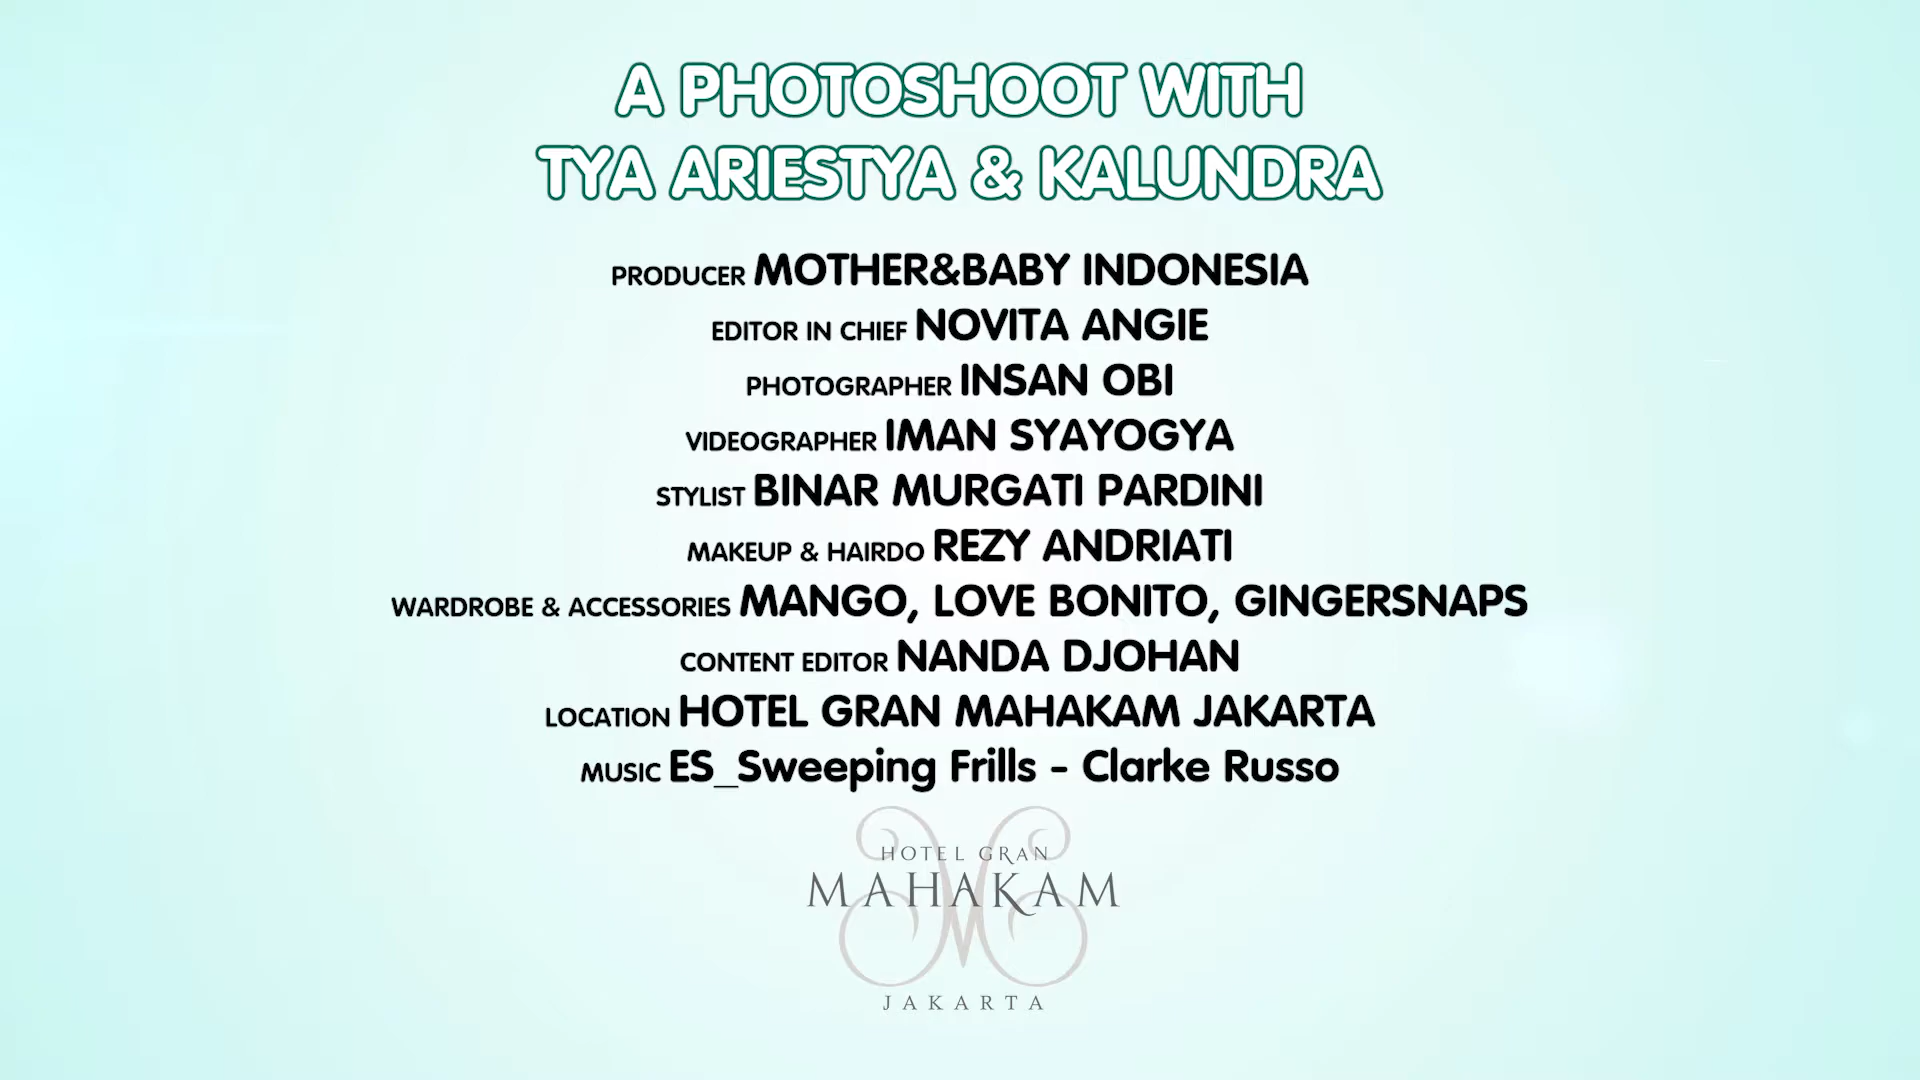 A PHOTOSHOOT WITH
TYA ARIESTYA & KALUNDRA
PRODUCER MOTHER&BABY INDONESIA
EDITOR IN CHIEF NOVITA ANGIE
PHOTOGRAPHER INSAN OBI
VIDEOGRAPHER IMAN SYAYOGYA
STYLIST BINAR MURGATI PARDINI
MAKEUP & HAIRDO REZY ANDRIATI
WARDROBE & ACCESSORIES MANGO, LOVE BONITO, GINGERSNAPS
CONTENT EDITOR NANDA DJOHAN
LOCATION HOTEL GRAN MAHAKAM JAKARTA
MUSIC ES_Sweeping Frills - Clarke Russo
HOTEL GRAN
MAHAKAM
JAKARTA